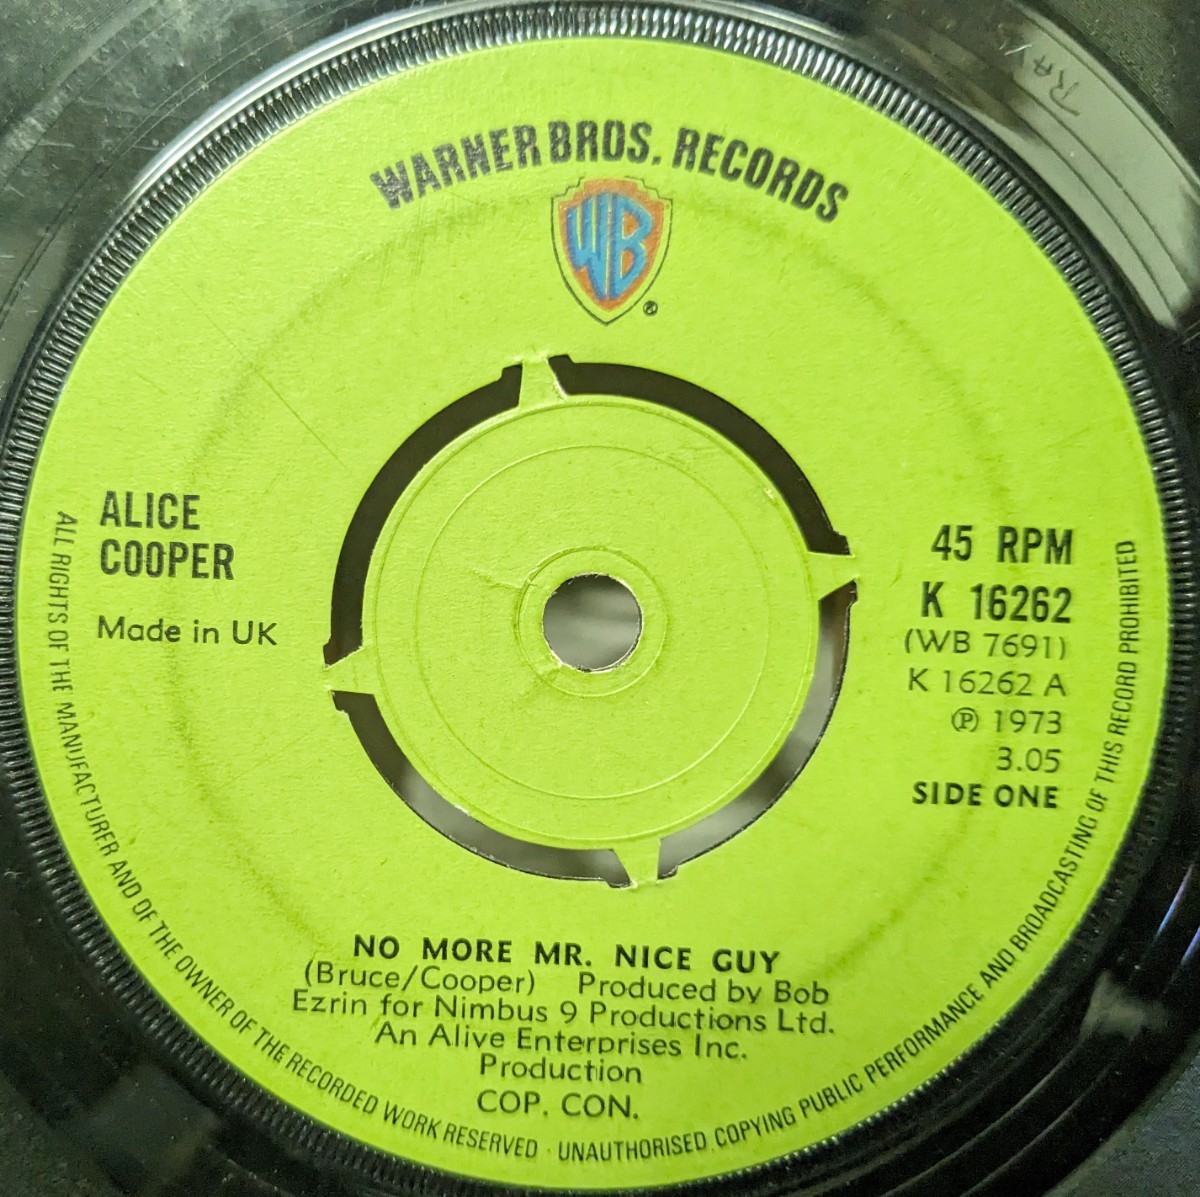 WARNER BROS. RECORDS
WB
®
ALICE
COOPER
Made in UK
45 RPM
K 16262
(WB 7691)
K 16262 A
℗ 1973
3.05
SIDE ONE
NO MORE MR. NICE GUY
(Bruce/Cooper) Produced by Bob
Ezrin for Nimbus 9 Productions Ltd.
An Alive Enterprises Inc.
Production
COP. CON.
ALL RIGHTS OF THE MANUFACTURER AND OF THE OWNER OF THE RECORDED WORK RESERVED · UNAUTHORISED COPYING PUBLIC PERFORMANCE AND BROADCASTING OF THIS RECORD PROHIBITED
RAY